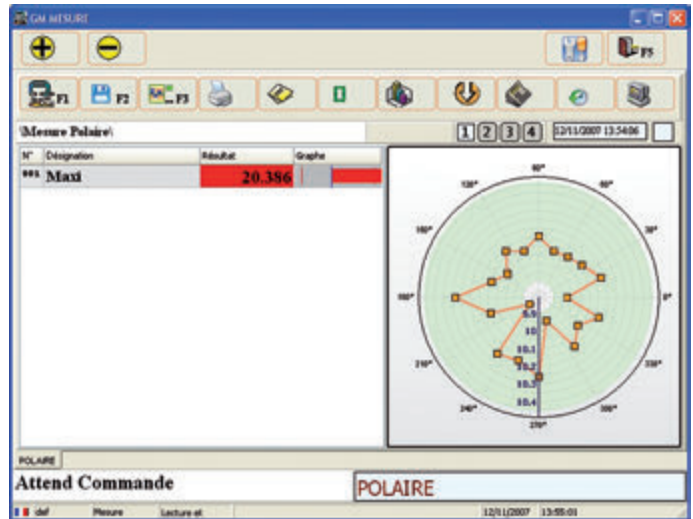 GM MESURE
F5
F1 F2 F3
\Mesure Polaire\ 1 2 3 4 12/11/2007 13:54:06
N° Désignation Résultat Graphe
001 Maxi 20.386
90°
120° 60°
150° 30°
180° 0°
210° 330°
240° 300°
270°
9.9
10
10.1
10.2
10.3
10.4
POLAIRE
Attend Commande POLAIRE
def Mesure Lecture et 12/11/2007 13:55:01